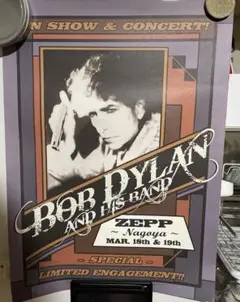 N SHOW & CONCERT!
BOB DYLAN
AND HIS BAND
ZEPP
~ Nagoya ~
MAR. 18th & 19th
SPECIAL
LIMITED ENGAGEMENT!!